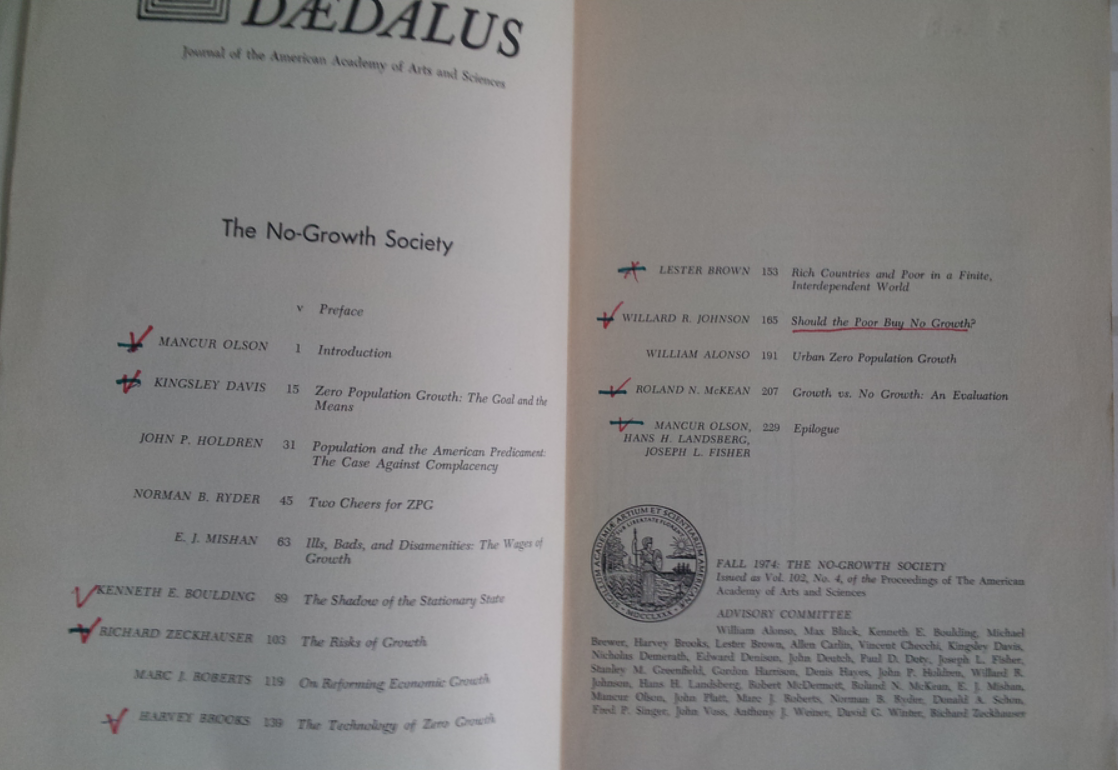 DÆDALUS
Journal of the American Academy of Arts and Sciences
The No-Growth Society
v Preface
MANCUR OLSON 1 Introduction
KINGSLEY DAVIS 15 Zero Population Growth: The Goal and the
Means
JOHN P. HOLDREN 31 Population and the American Predicament:
The Case Against Complacency
NORMAN B. RYDER 45 Two Cheers for ZPG
E. J. MISHAN 63 Ills, Bads, and Disamenities: The Wages of
Growth
KENNETH E. BOULDING 89 The Shadow of the Stationary State
RICHARD ZECKHAUSER 103 The Risks of Growth
MARC J. ROBERTS 119 On Reforming Economic Growth
HARVEY BROOKS 139 The Technology of Zero Growth
LESTER BROWN 153 Rich Countries and Poor in a Finite,
Interdependent World
WILLARD R. JOHNSON 165 Should the Poor Buy No Growth?
WILLIAM ALONSO 191 Urban Zero Population Growth
ROLAND N. McKEAN 207 Growth vs. No Growth: An Evaluation
MANCUR OLSON, 229 Epilogue
HANS H. LANDSBERG,
JOSEPH L. FISHER
FALL 1974: THE NO-GROWTH SOCIETY
Issued as Vol. 102, No. 4, of the Proceedings of The American
Academy of Arts and Sciences
ADVISORY COMMITTEE
William Alonso, Max Black, Kenneth E. Boulding, Michael
Brewer, Harvey Brooks, Lester Brown, Allen Carlin, Vincent Checchi, Kingsley Davis,
Nicholas Demerath, Edward Denison, John Deutch, Paul D. Doty, Joseph L. Fisher,
Stanley M. Greenfield, Gordon Harrison, Denis Hayes, John P. Holdren, Willard R.
Johnson, Hans H. Landsberg, Robert McDermott, Roland N. McKean, E. J. Mishan,
Mancur Olson, John Platt, Marc J. Roberts, Norman B. Ryder, Donald A. Schon,
Fred P. Singer, John Voss, Anthony J. Wiener, David G. Winter, Richard Zeckhauser